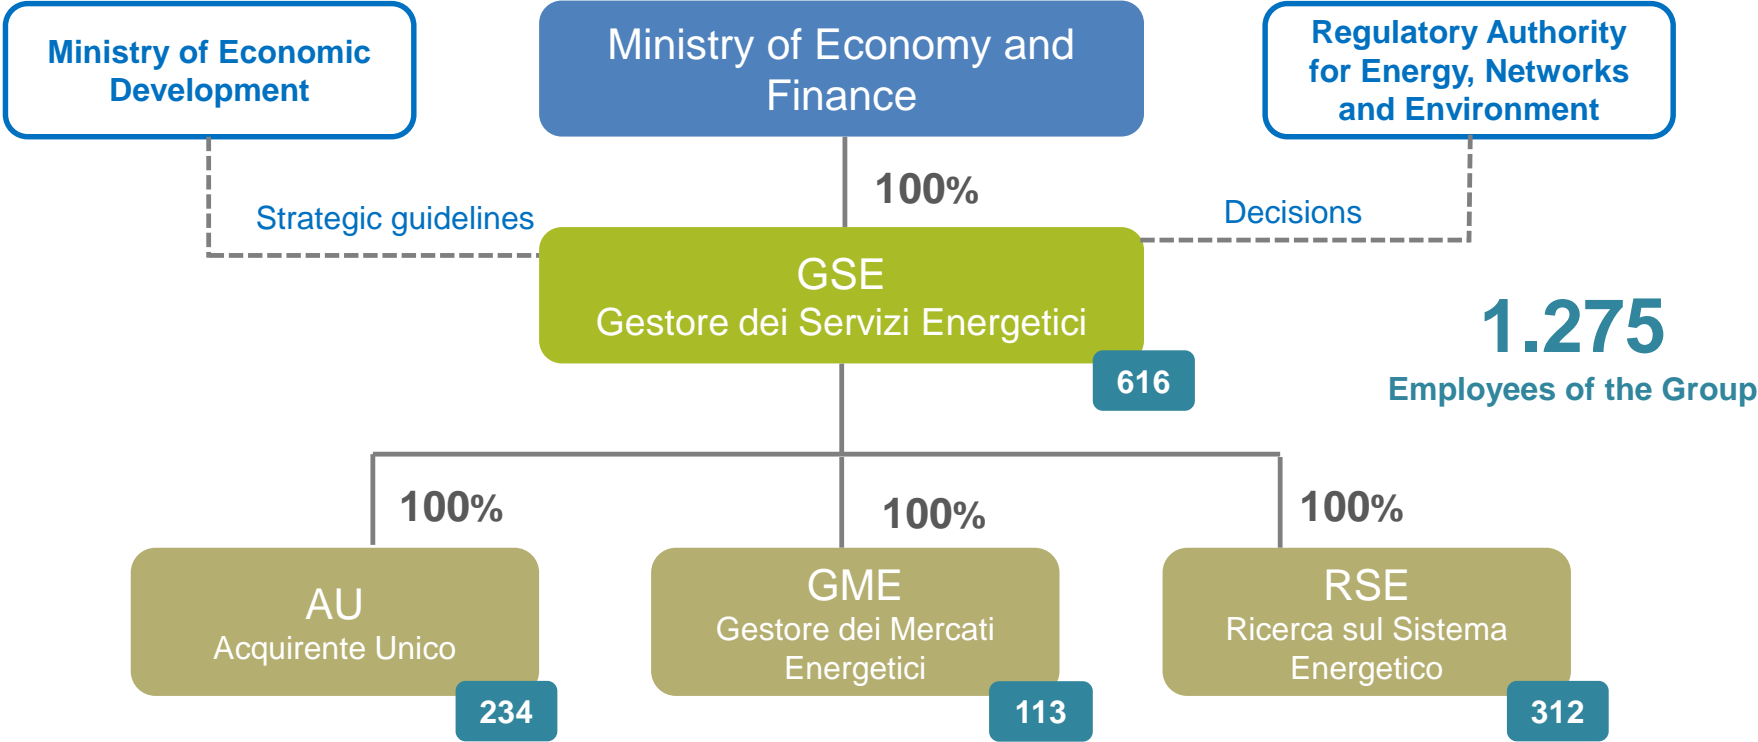 Ministry of Economic
Development
Ministry of Economy and
Finance
Regulatory Authority
for Energy, Networks
and Environment
100%
Strategic guidelines
Decisions
GSE
Gestore dei Servizi Energetici
616
1.275
Employees of the Group
100%
100%
100%
AU
Acquirente Unico
234
GME
Gestore dei Mercati
Energetici
113
RSE
Ricerca sul Sistema
Energetico
312